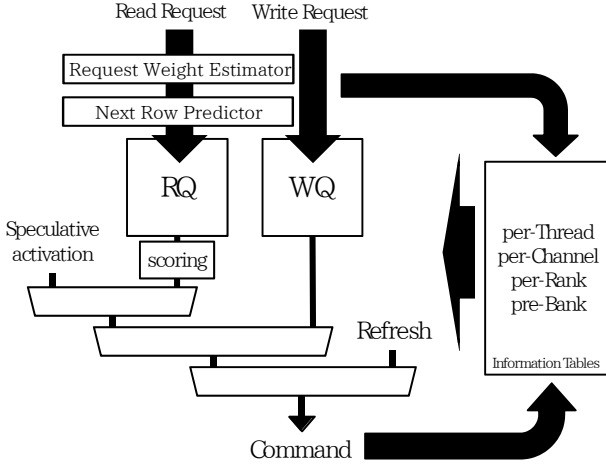 Read Request
Write Request
Request Weight Estimator
Next Row Predictor
RQ
WQ
Speculative
activation
scoring
per-Thread
per-Channel
per-Rank
pre-Bank
Information Tables
Refresh
Command